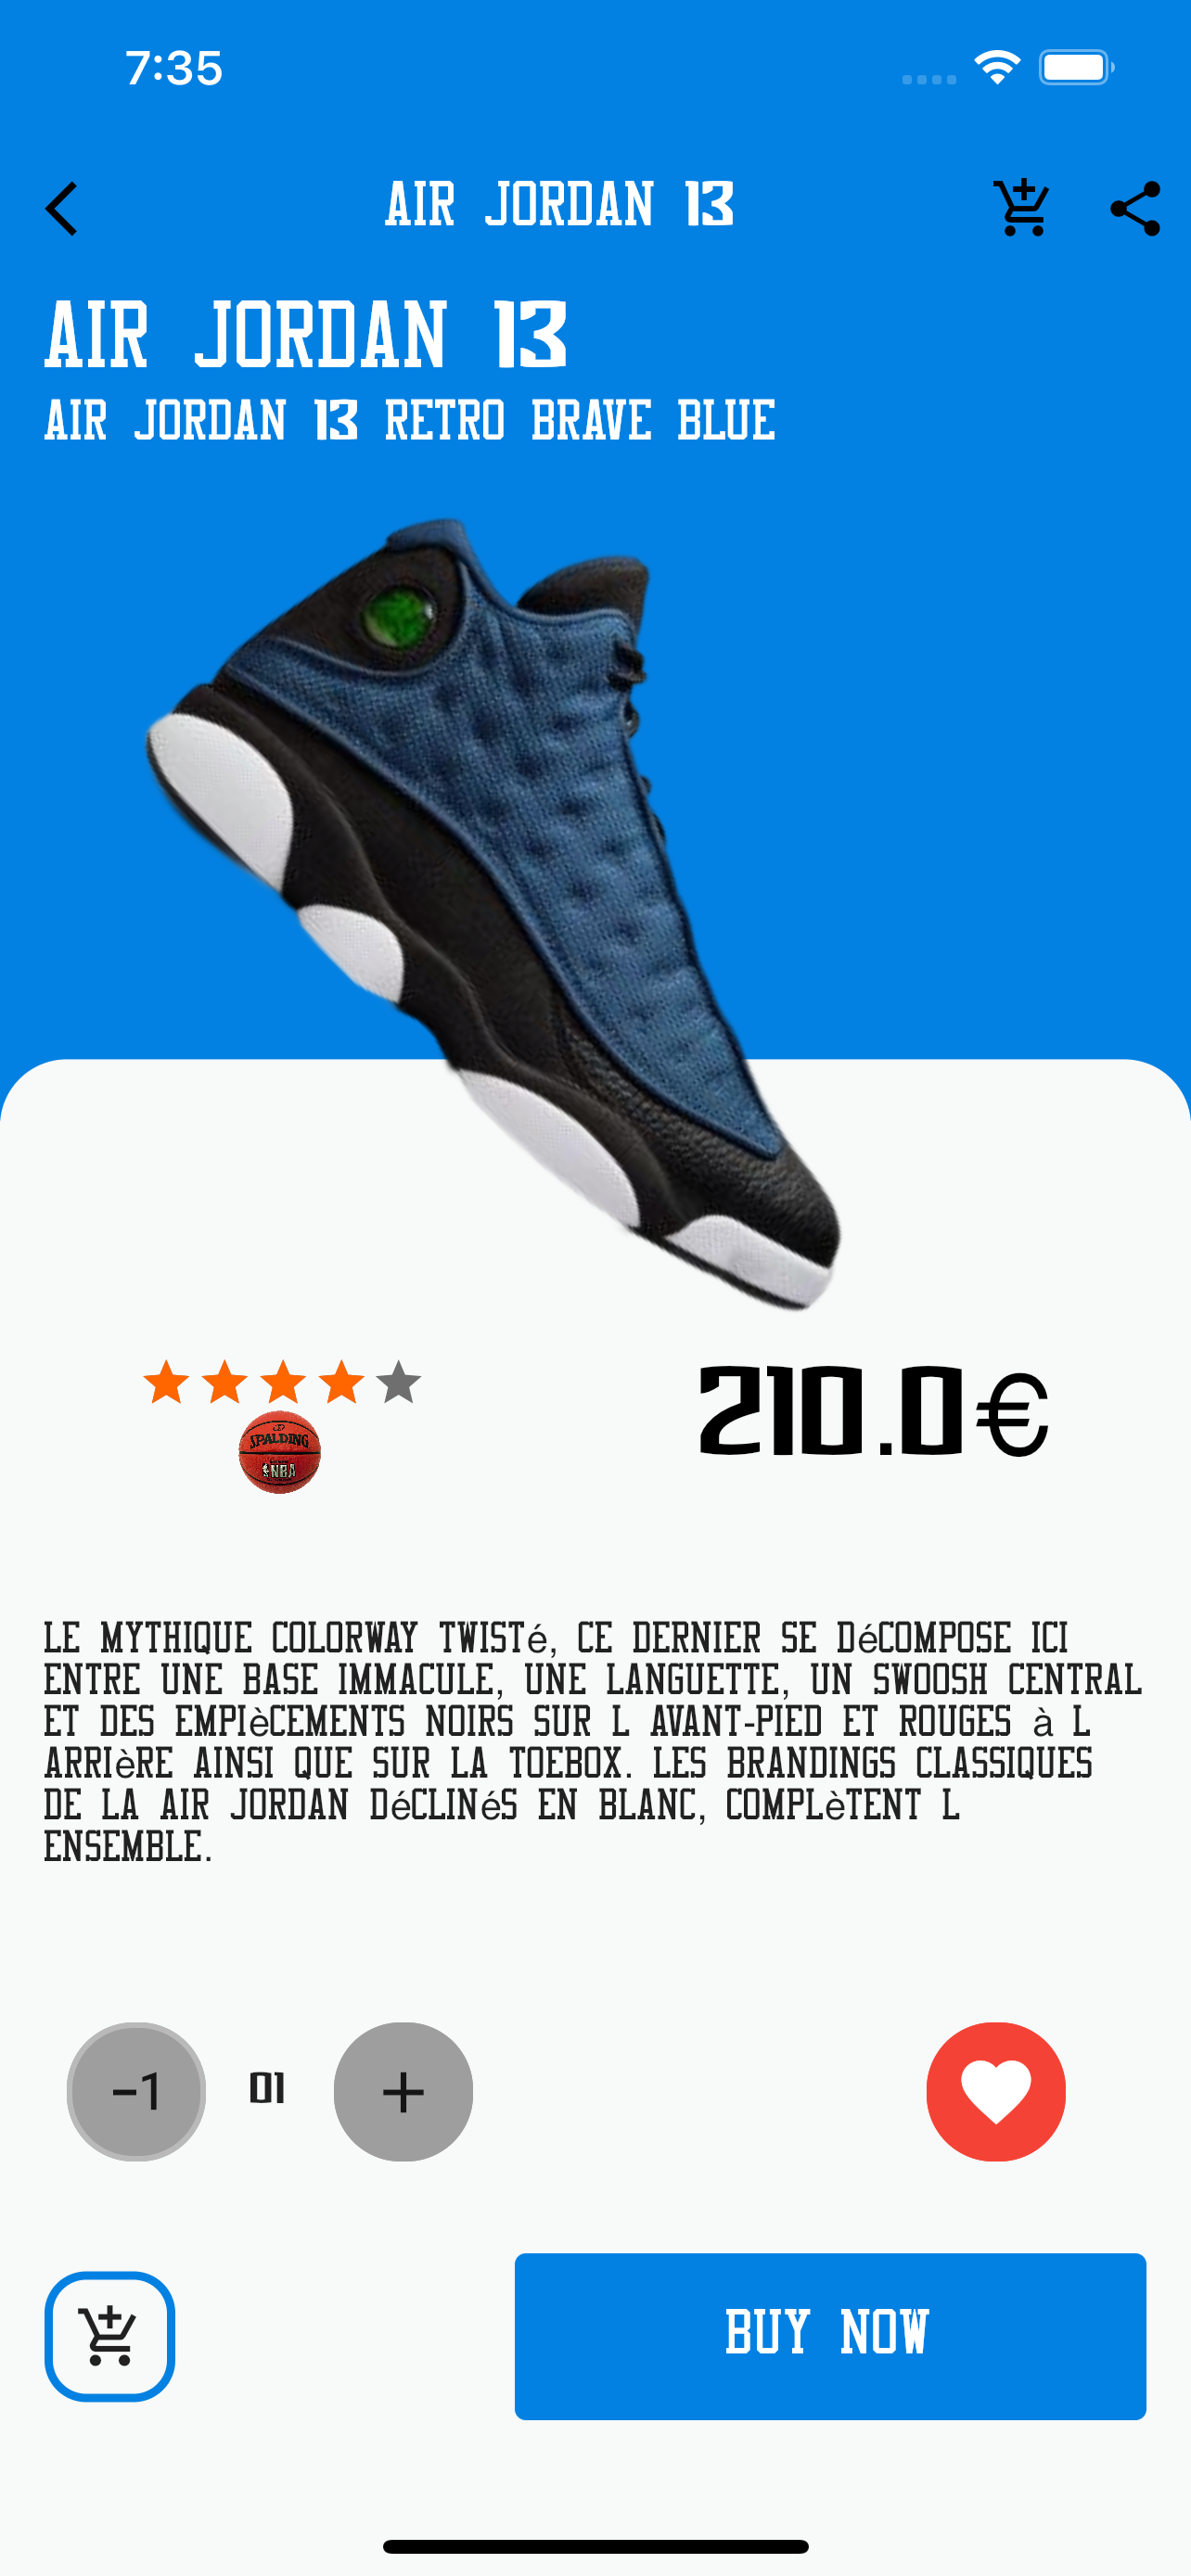 7:35
AIR JORDAN 13
AIR JORDAN 13
AIR JORDAN 13 RETRO BRAVE BLUE
210.0€
SPALDING
NBA
LE MYTHIQUE COLORWAY TWISTé, CE DERNIER SE DéCOMPOSE ICI
ENTRE UNE BASE IMMACULE, UNE LANGUETTE, UN SWOOSH CENTRAL
ET DES EMPIèCEMENTS NOIRS SUR L AVANT-PIED ET ROUGES à L
ARRIèRE AINSI QUE SUR LA TOEBOX. LES BRANDINGS CLASSIQUES
DE LA AIR JORDAN DéCLINéS EN BLANC, COMPLèTENT L
ENSEMBLE.
-1 01 +
BUY NOW